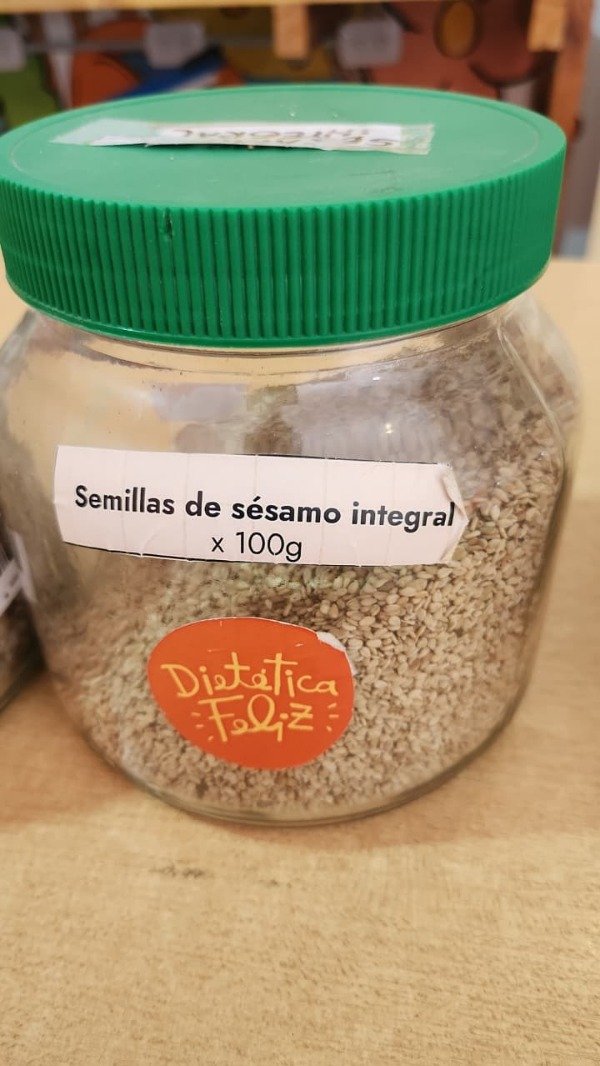 Semillas de sésamo integral
x 100g
Dietética
Feliz